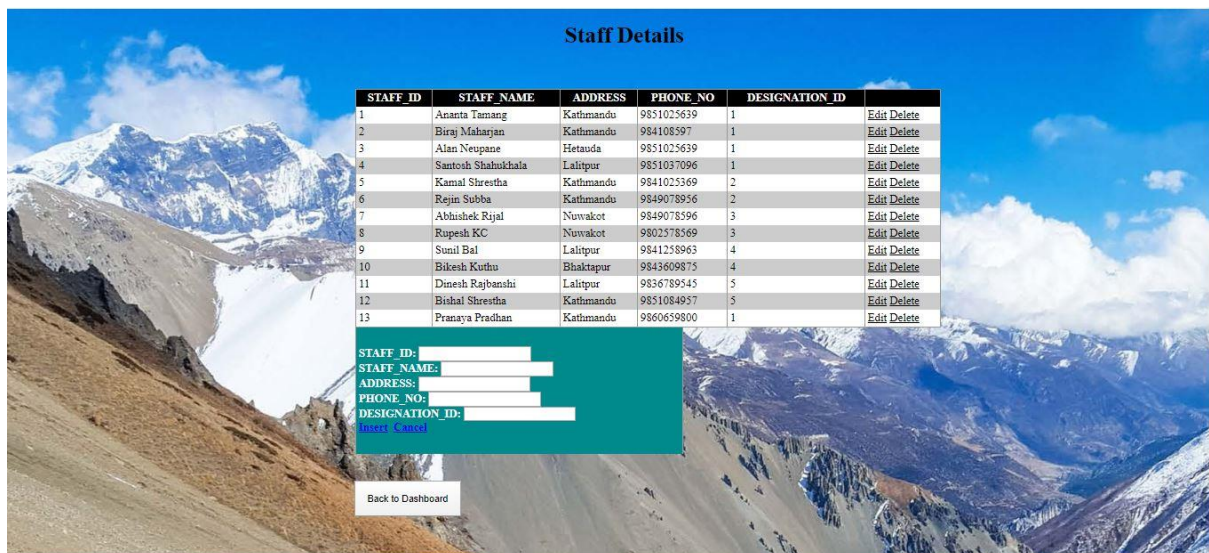 Staff Details
STAFF_ID STAFF_NAME ADDRESS PHONE_NO DESIGNATION_ID
1 Ananta Tamang Kathmandu 9851025639 1 Edit Delete
2 Biraj Maharjan Kathmandu 984108597 1 Edit Delete
3 Alan Neupane Hetauda 9851025639 1 Edit Delete
4 Santosh Shahukhala Lalitpur 9851037096 1 Edit Delete
5 Kamal Shrestha Kathmandu 9841025369 2 Edit Delete
6 Rejin Subba Kathmandu 9849078956 2 Edit Delete
7 Abhishek Rijal Nuwakot 9849078596 3 Edit Delete
8 Rupesh KC Nuwakot 9802578569 3 Edit Delete
9 Sunil Bal Lalitpur 9841258963 4 Edit Delete
10 Bikesh Kuthu Bhaktapur 9843609875 4 Edit Delete
11 Dinesh Rajbanshi Lalitpur 9836789545 5 Edit Delete
12 Bishal Shrestha Kathmandu 9851084957 5 Edit Delete
13 Pranaya Pradhan Kathmandu 9860659800 1 Edit Delete
STAFF_ID:
STAFF_NAME:
ADDRESS:
PHONE_NO:
DESIGNATION_ID:
Insert Cancel
Back to Dashboard